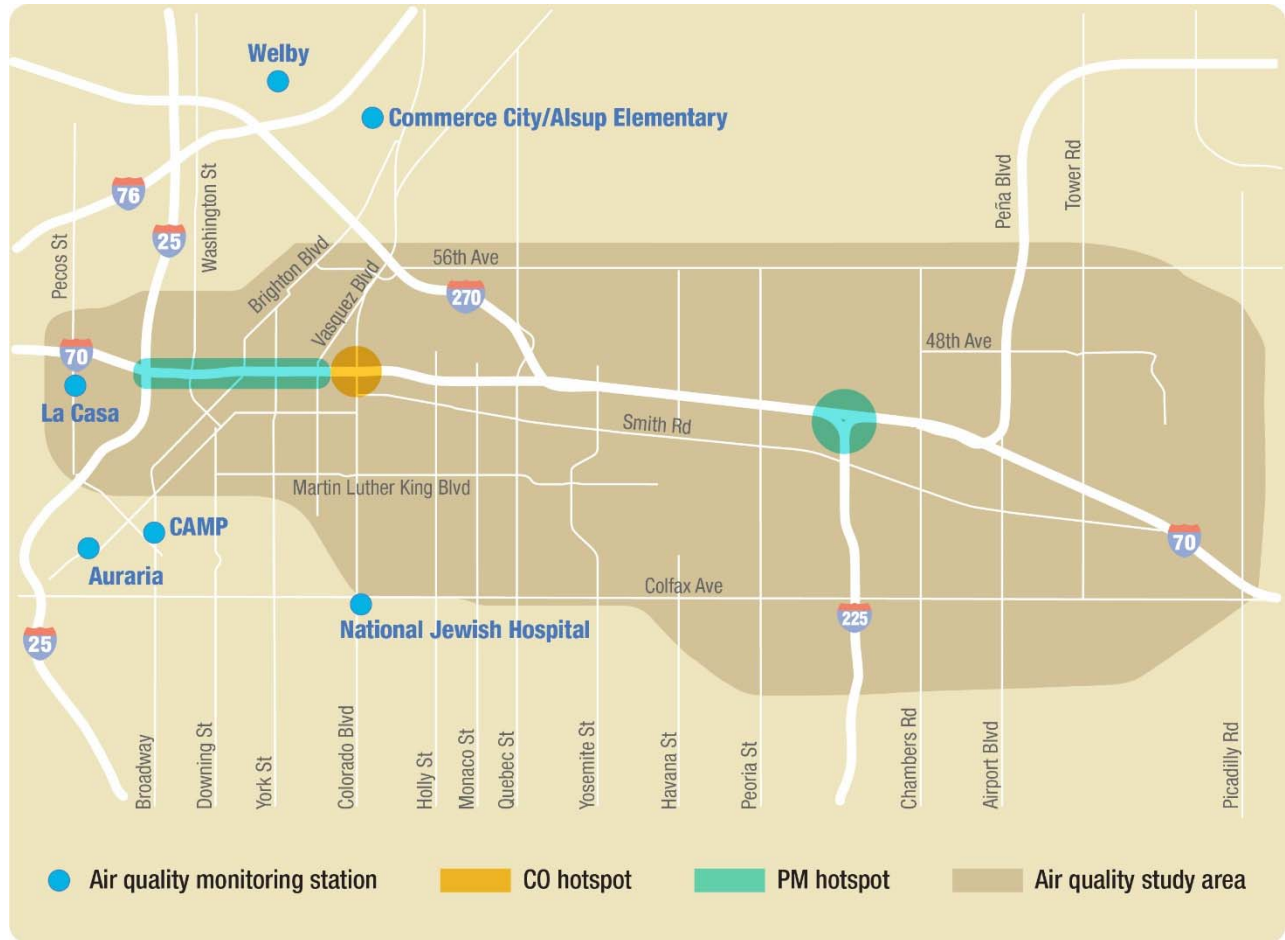 Welby
Commerce City/Alsup Elementary
76
25
Washington St
Pecos St
Peña Blvd
Tower Rd
Brighton Blvd
Vasquez Blvd
56th Ave
270
70
48th Ave
La Casa
Smith Rd
Martin Luther King Blvd
CAMP
Auraria
70
Colfax Ave
National Jewish Hospital
225
25
Broadway
Downing St
York St
Colorado Blvd
Holly St
Monaco St
Quebec St
Yosemite St
Havana St
Peoria St
Chambers Rd
Airport Blvd
Picadilly Rd
Air quality monitoring station
CO hotspot
PM hotspot
Air quality study area